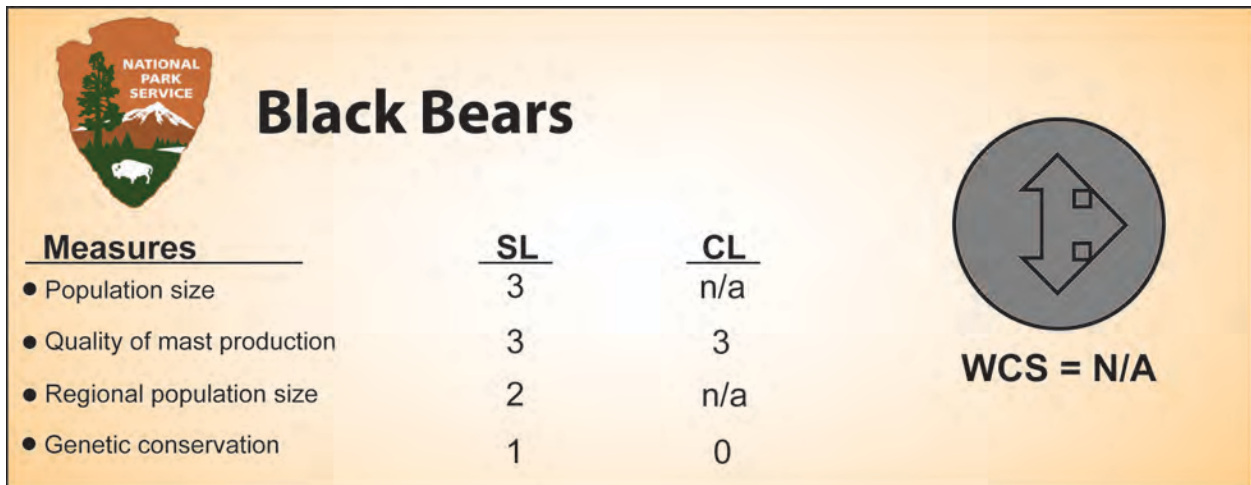 NATIONAL
PARK
SERVICE
Black Bears
Measures SL CL
• Population size 3 n/a
• Quality of mast production 3 3
• Regional population size 2 n/a
• Genetic conservation 1 0
WCS = N/A